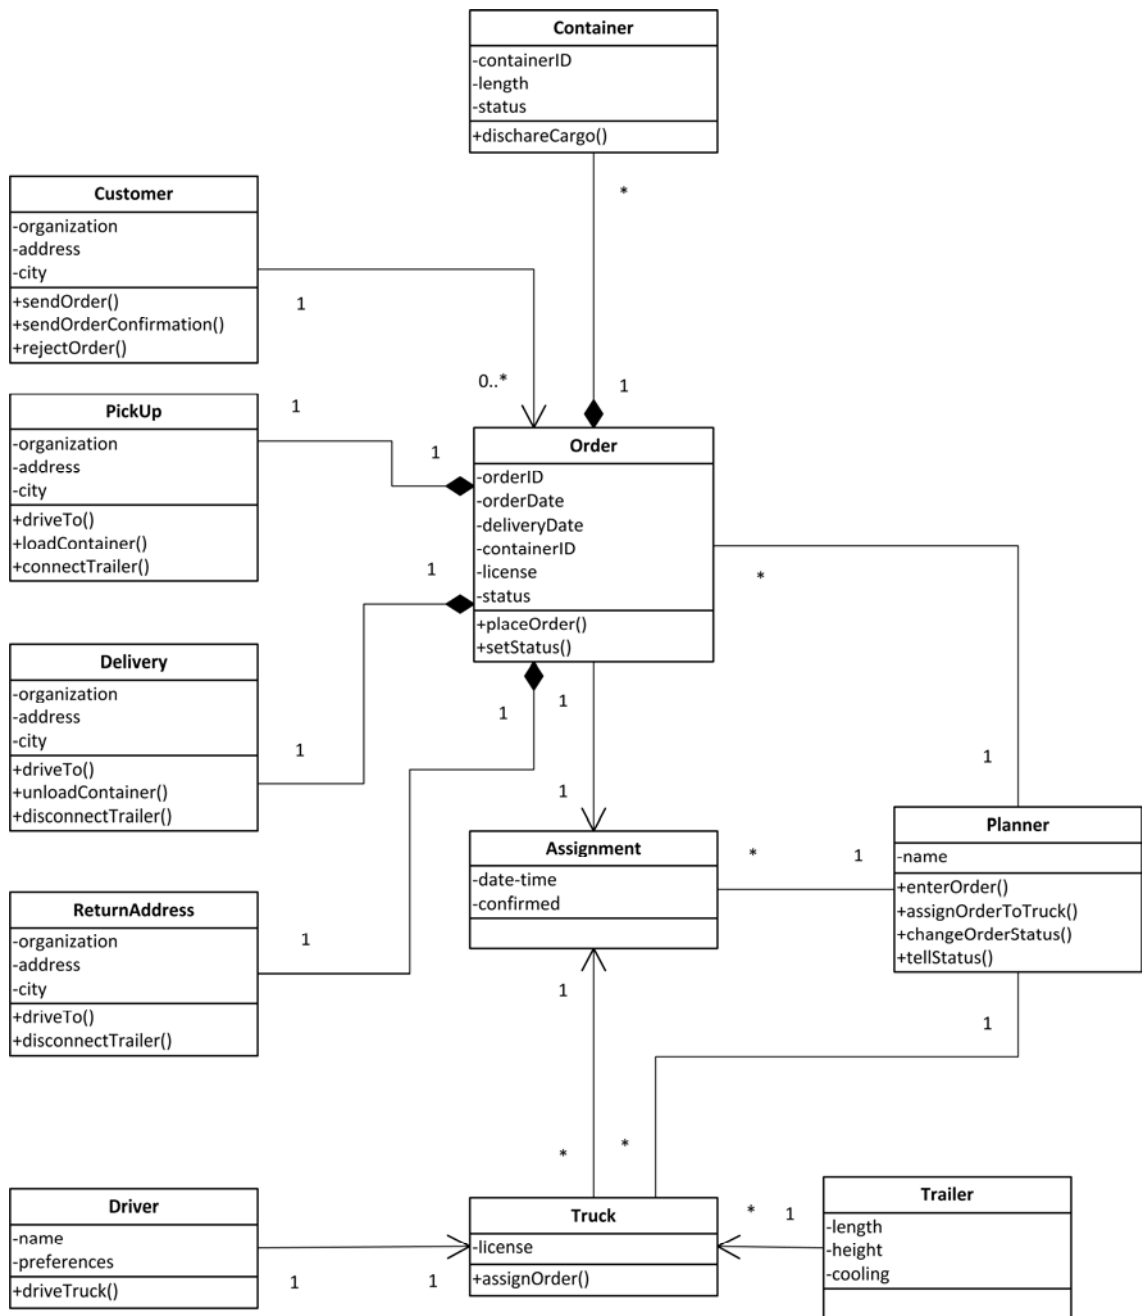 Container
-containerID
-length
-status
+dischareCargo()
*
Customer
-organization
-address
-city
+sendOrder()
+sendOrderConfirmation()
+rejectOrder()
1
0..*
1
PickUp
-organization
-address
-city
+driveTo()
+loadContainer()
+connectTrailer()
1
1
Order
-orderID
-orderDate
-deliveryDate
-containerID
-license
-status
+placeOrder()
+setStatus()
1
*
Delivery
-organization
-address
-city
+driveTo()
+unloadContainer()
+disconnectTrailer()
1
1
1
1
1
Assignment
-date-time
-confirmed
*
1
Planner
-name
+enterOrder()
+assignOrderToTruck()
+changeOrderStatus()
+tellStatus()
ReturnAddress
-organization
-address
-city
+driveTo()
+disconnectTrailer()
1
1
1
*
*
Driver
-name
-preferences
+driveTruck()
1
1
Truck
-license
+assignOrder()
*
1
Trailer
-length
-height
-cooling